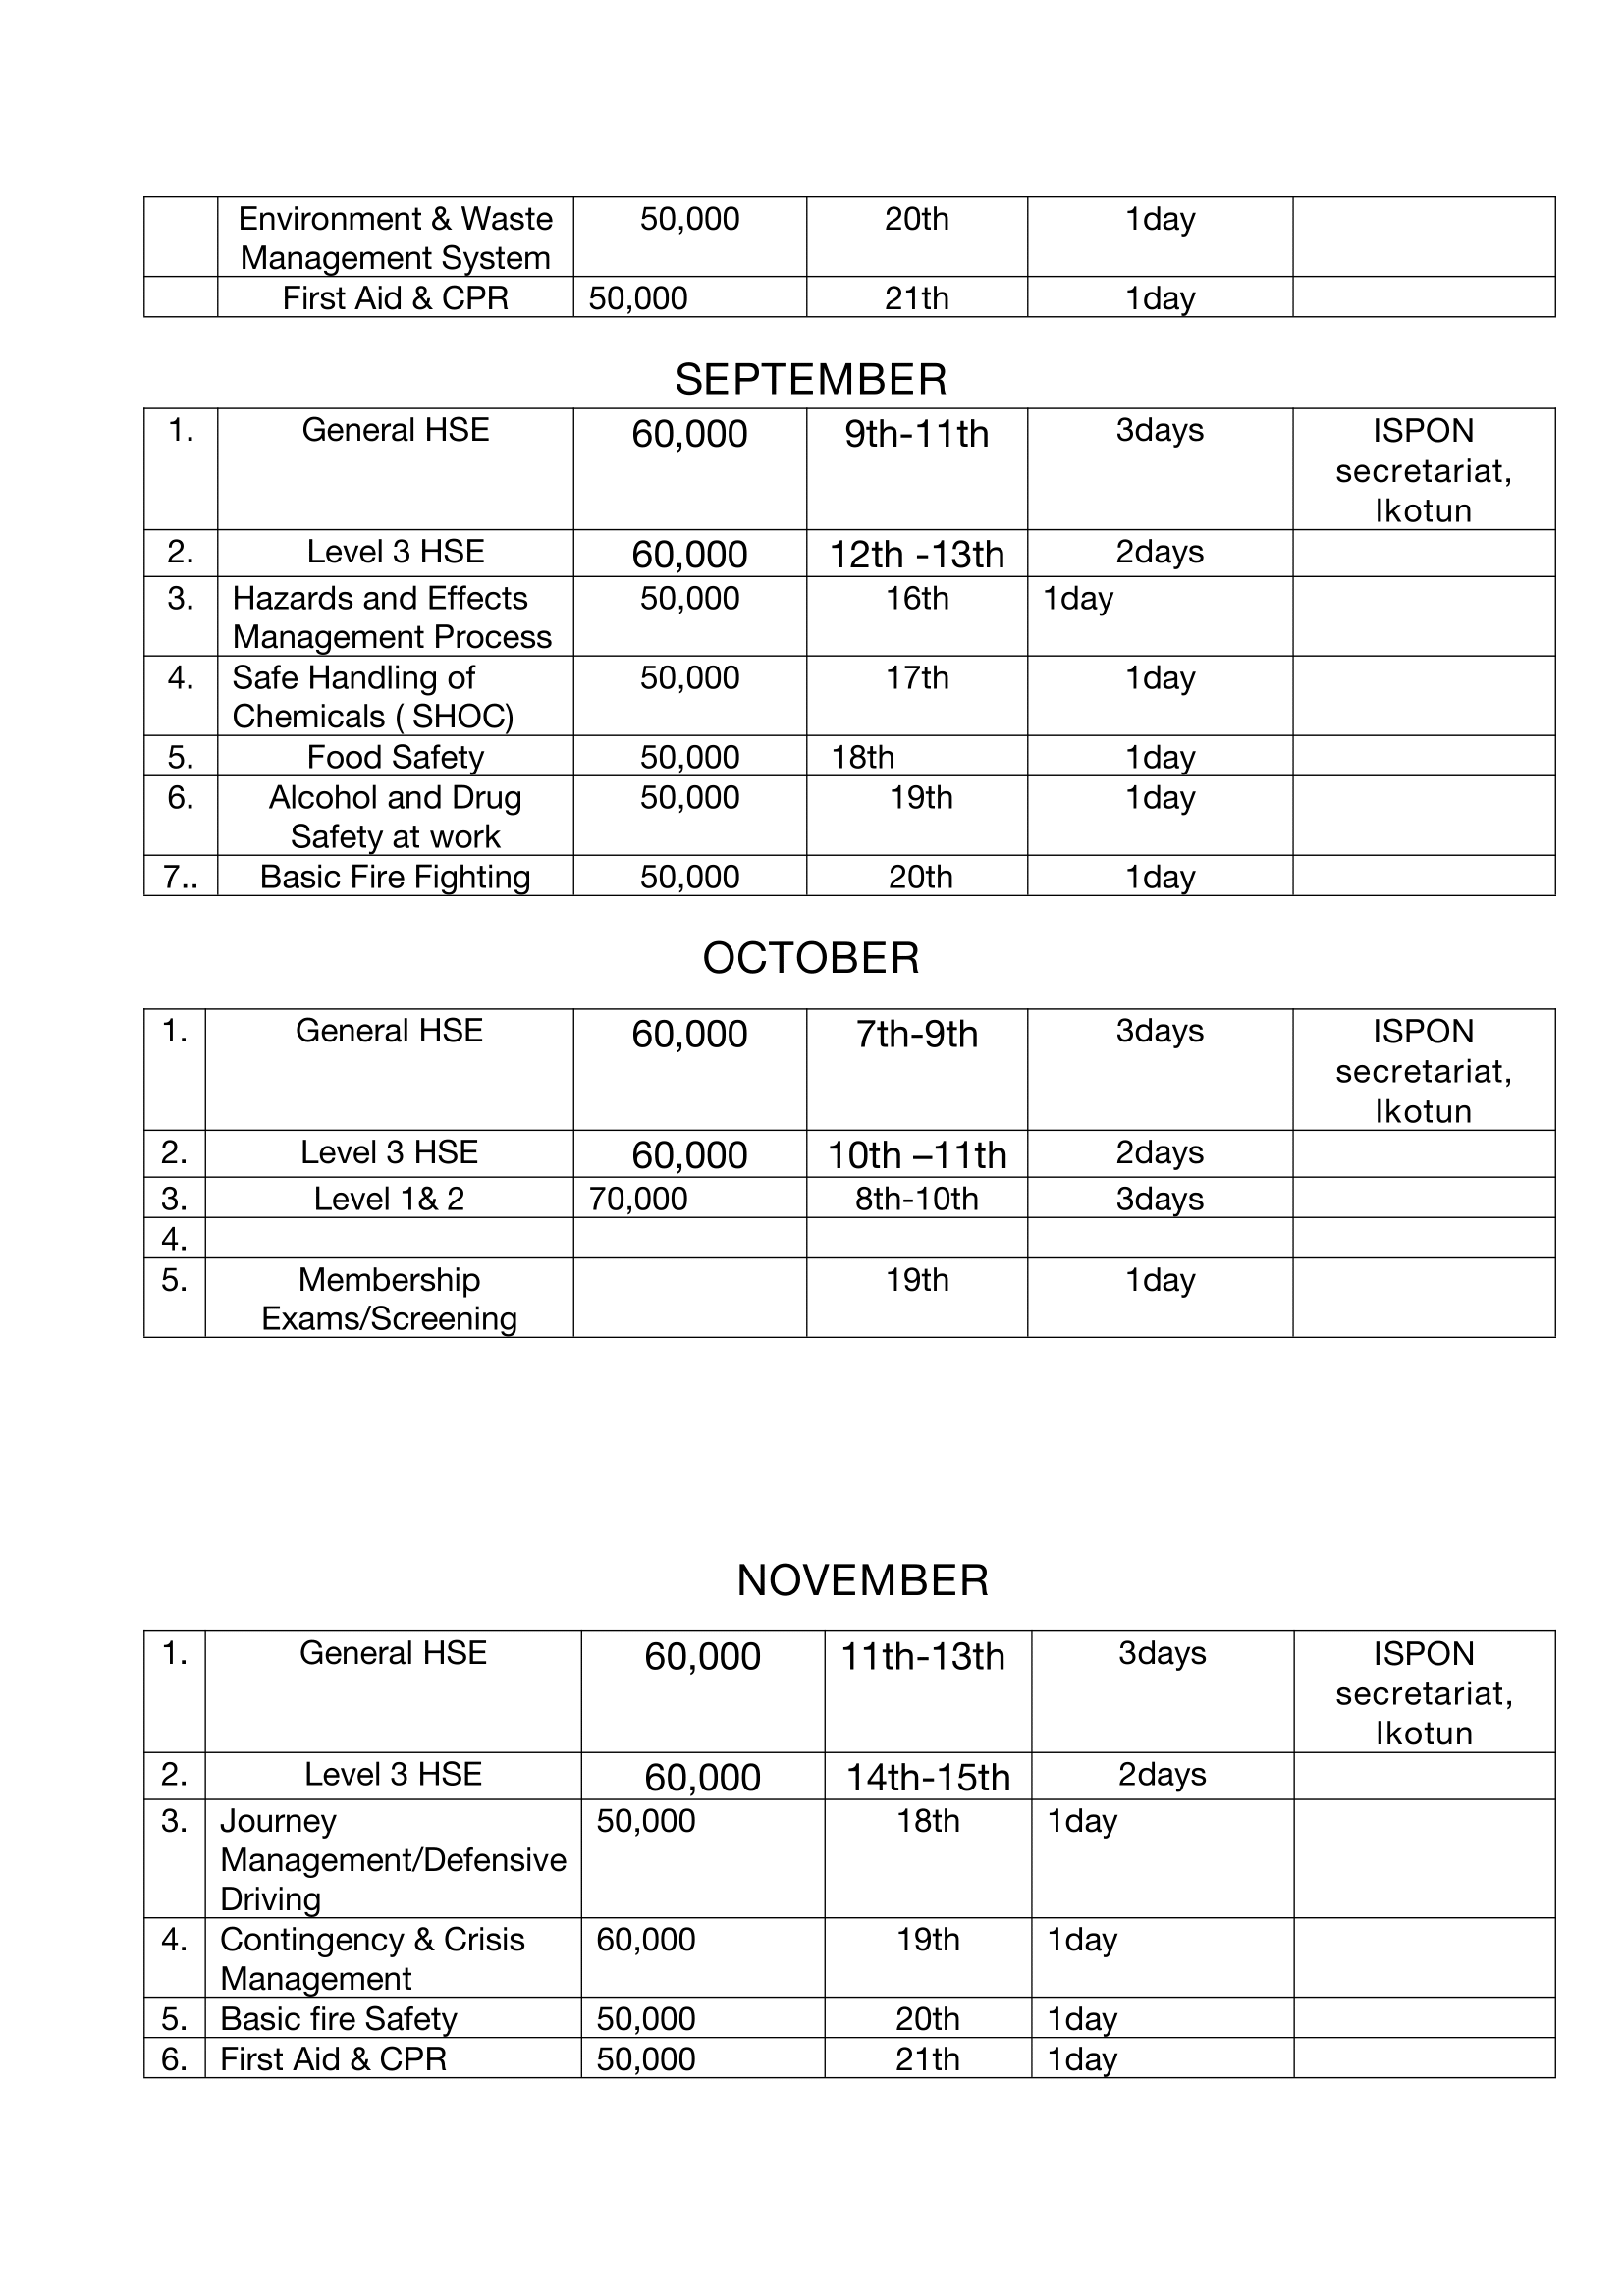 Environment & Waste 50,000 20th 1day
Management System
First Aid & CPR 50,000 21th 1day
SEPTEMBER
1. General HSE 60,000 9th-11th 3days ISPON
secretariat,
Ikotun
2. Level 3 HSE 60,000 12th -13th 2days
3. Hazards and Effects 50,000 16th 1day
Management Process
4. Safe Handling of 50,000 17th 1day
Chemicals ( SHOC)
5. Food Safety 50,000 18th 1day
6. Alcohol and Drug 50,000 19th 1day
Safety at work
7.. Basic Fire Fighting 50,000 20th 1day
OCTOBER
1. General HSE 60,000 7th-9th 3days ISPON
secretariat,
Ikotun
2. Level 3 HSE 60,000 10th –11th 2days
3. Level 1& 2 70,000 8th-10th 3days
4.
5. Membership 19th 1day
Exams/Screening
NOVEMBER
1. General HSE 60,000 11th-13th 3days ISPON
secretariat,
Ikotun
2. Level 3 HSE 60,000 14th-15th 2days
3. Journey 50,000 18th 1day
Management/Defensive
Driving
4. Contingency & Crisis 60,000 19th 1day
Management
5. Basic fire Safety 50,000 20th 1day
6. First Aid & CPR 50,000 21th 1day